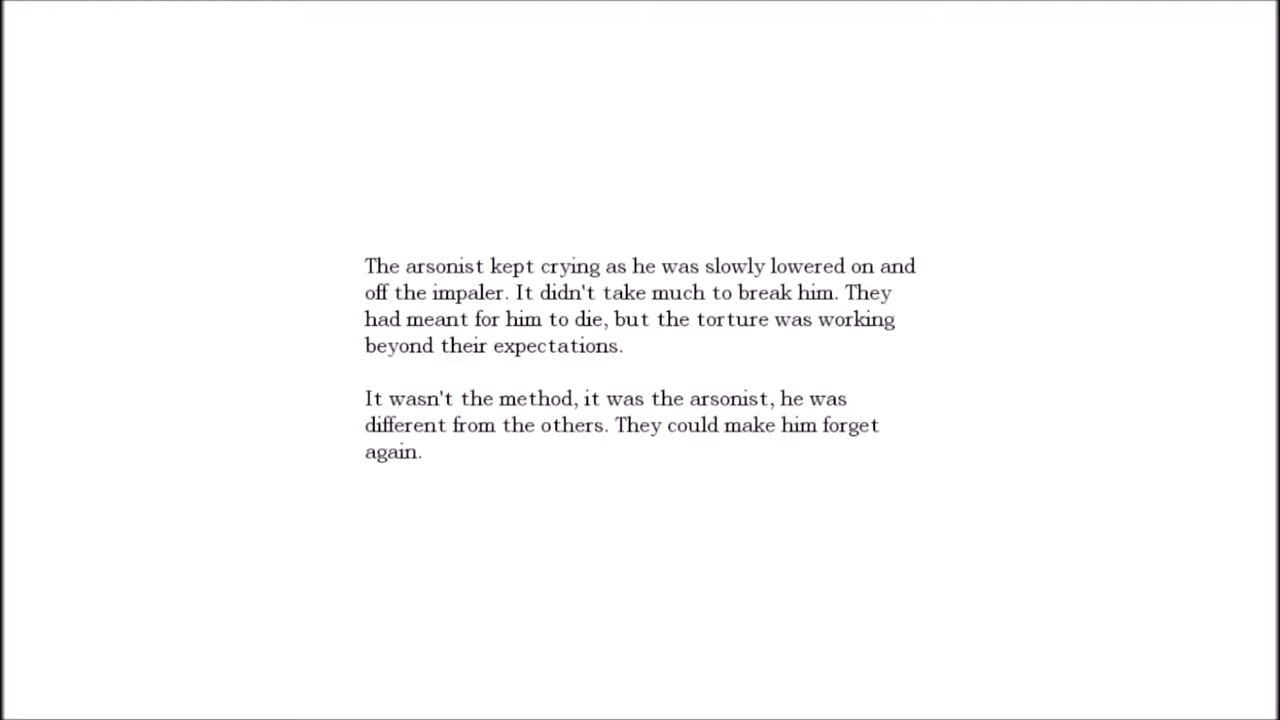 The arsonist kept crying as he was slowly lowered on and
off the impaler. It didn't take much to break him. They
had meant for him to die, but the torture was working
beyond their expectations.
It wasn't the method, it was the arsonist, he was
different from the others. They could make him forget
again.